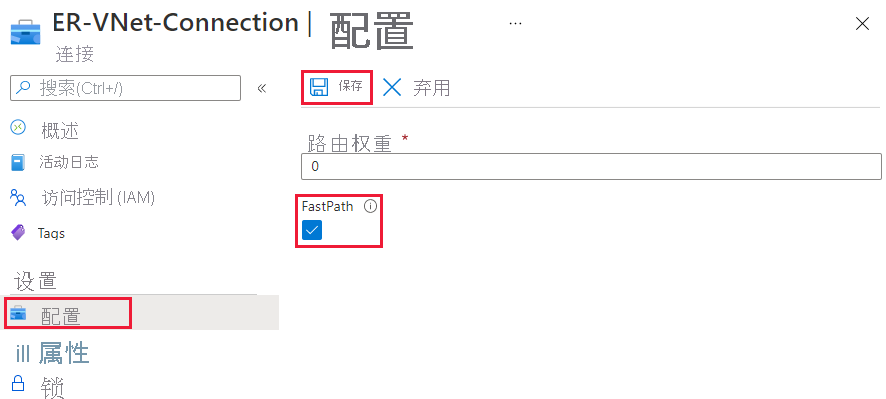 ER-VNet-Connection | 配置 ...
连接
搜索(Ctrl+/) «
概述
活动日志
访问控制 (IAM)
Tags
设置
配置
ill 属性
锁
保存 弃用
路由权重 *
0
FastPath